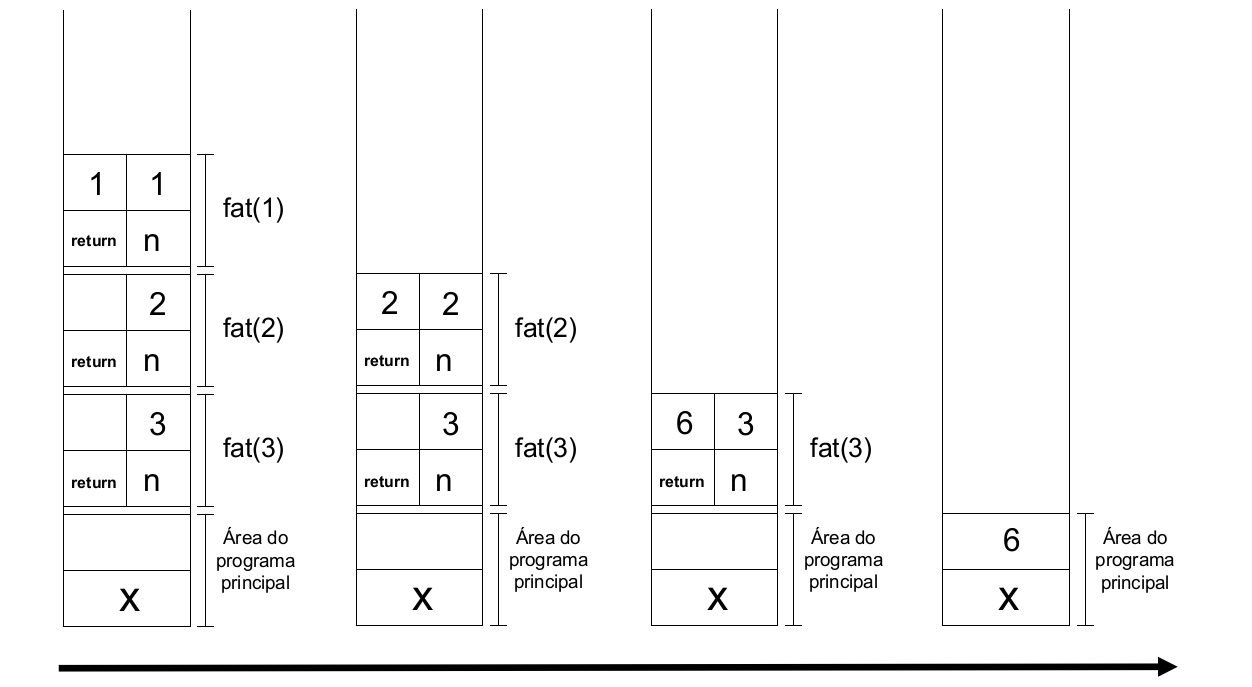 1 1
return n
fat(1)
2
return n
fat(2)
3
return n
fat(3)
x
Área do
programa
principal
2 2
return n
fat(2)
3
return n
fat(3)
x
Área do
programa
principal
6 3
return n
fat(3)
x
Área do
programa
principal
6
x
Área do
programa
principal